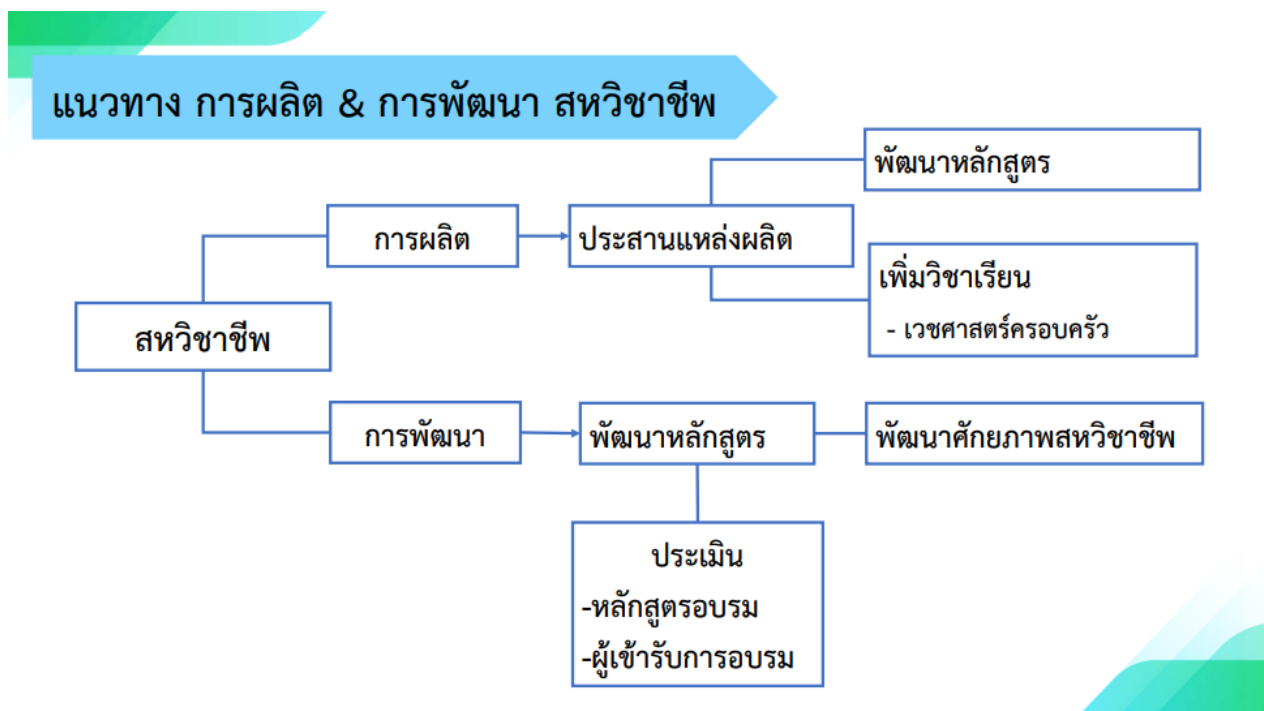 แนวทาง การผลิต & การพัฒนา สหวิชาชีพ
พัฒนาหลักสูตร
การผลิต
ประสานแหล่งผลิต
เพิ่มวิชาเรียน
- เวชศาสตร์ครอบครัว
สหวิชาชีพ
การพัฒนา
พัฒนาหลักสูตร
พัฒนาศักยภาพสหวิชาชีพ
ประเมิน
-หลักสูตรอบรม
-ผู้เข้ารับการอบรม